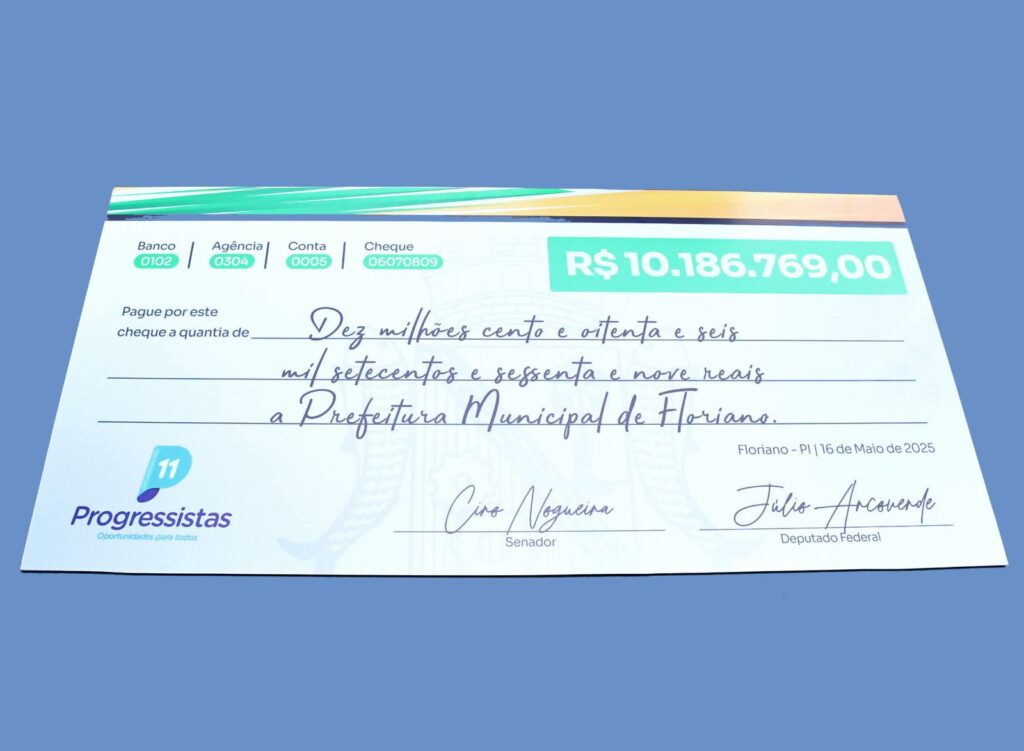 Banco | Agência | Conta | Cheque
0102 0304 0005 06070809
R$ 10.186.769,00
Pague por este
cheque a quantia de Dez milhões cento e oitenta e seis
mil setecentos e sessenta e nove reais
a Prefeitura Municipal de Floriano.
Floriano - PI | 16 de Maio de 2025
11
Progressistas
Oportunidades para todos
Ciro Nogueira
Senador
Júlio Arcoverde
Deputado Federal